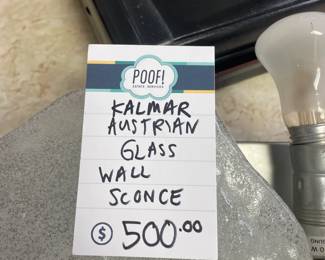 POOF!
ESTATE SERVICES
KALMAR
AUSTRIAN
GLASS
WALL
SCONCE
$ 500.00